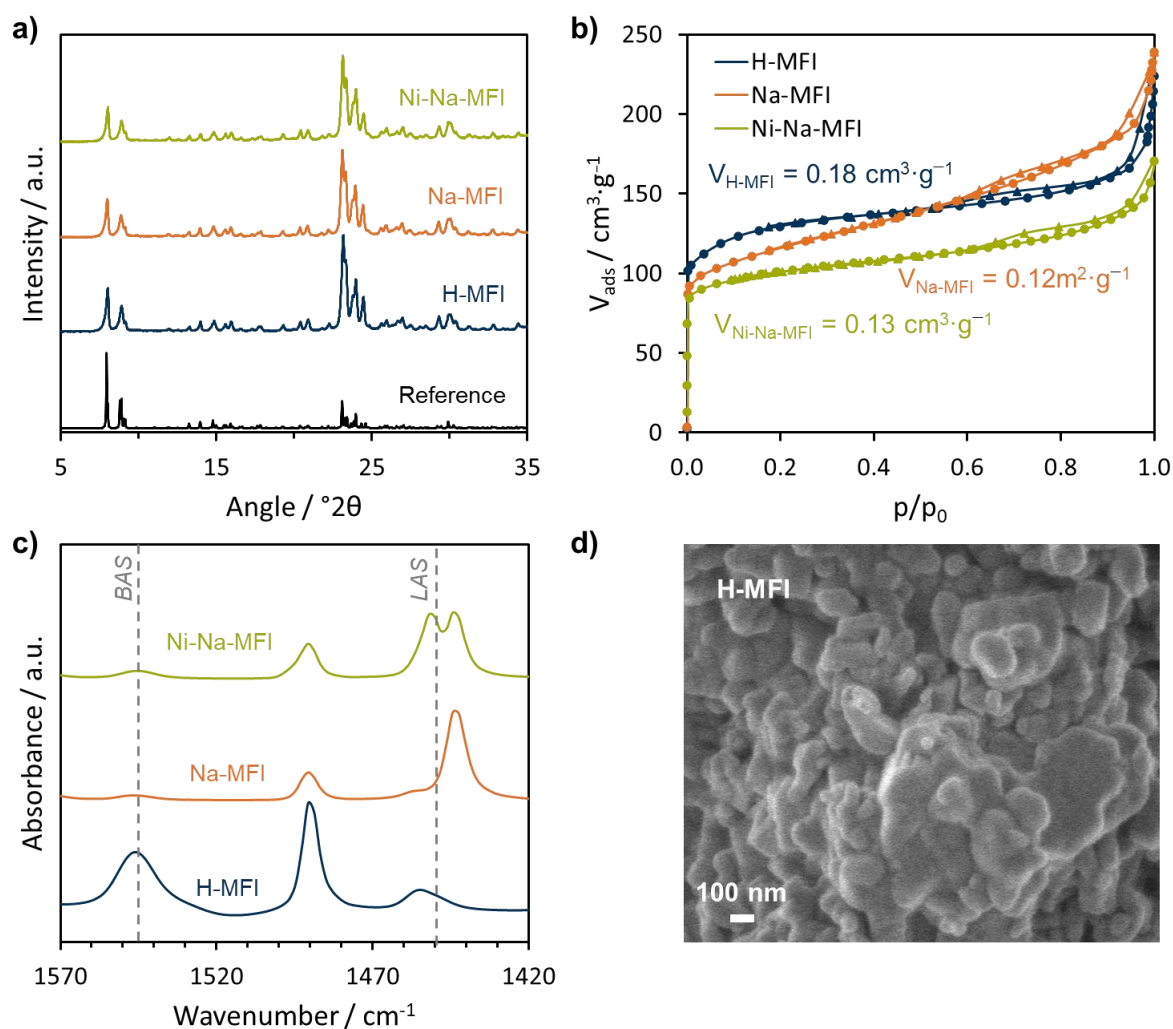 a)
Intensity / a.u.
Ni-Na-MFI
Na-MFI
H-MFI
Reference
5 15 25 35
Angle / °2θ
b)
V_ads / cm³·g⁻¹
250
200
150
100
50
0
H-MFI
Na-MFI
Ni-Na-MFI
V_H-MFI = 0.18 cm³·g⁻¹
V_Na-MFI = 0.12m²·g⁻¹
V_Ni-Na-MFI = 0.13 cm³·g⁻¹
0.0 0.2 0.4 0.6 0.8 1.0
p/p₀
c)
Absorbance / a.u.
BAS
LAS
Ni-Na-MFI
Na-MFI
H-MFI
1570 1520 1470 1420
Wavenumber / cm⁻¹
d)
H-MFI
100 nm